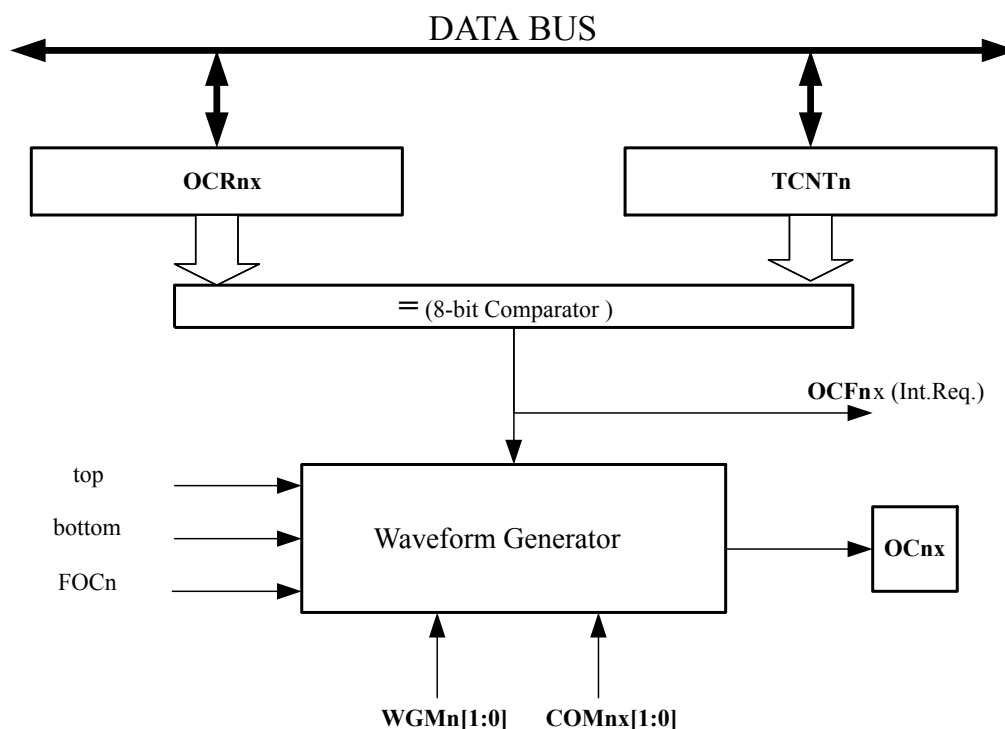 DATA BUS
OCRnx
TCNTn
= (8-bit Comparator )
OCFnx (Int.Req.)
top
bottom
FOCn
Waveform Generator
OCnx
WGMn[1:0]
COMnx[1:0]